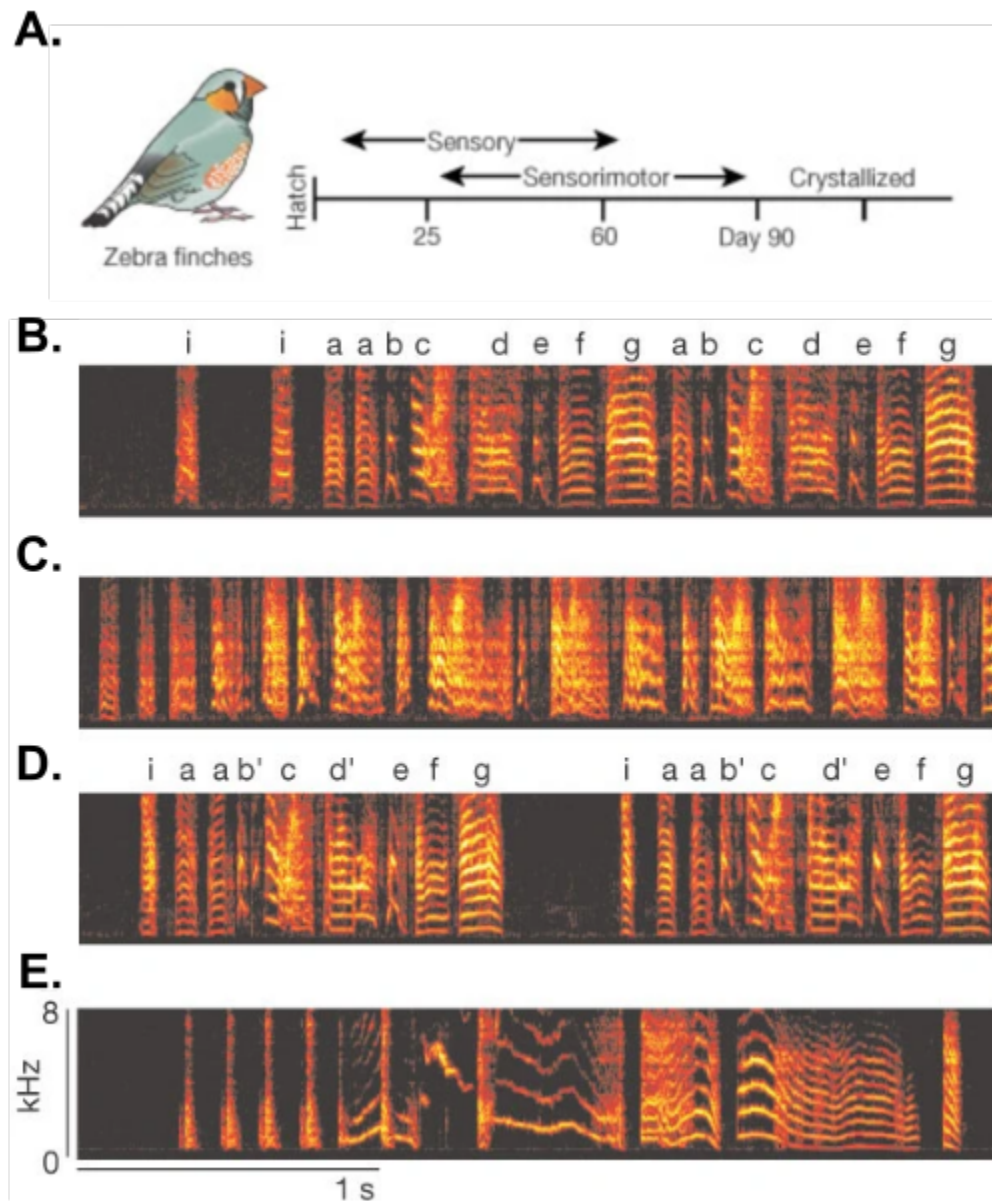 A.
Sensory
Sensorimotor
Crystallized
Hatch
25
60
Day 90
Zebra finches
B.
i i a a b c d e f g a b c d e f g
C.
D.
i a a b' c d' e f g i a a b' c d' e f g
E.
8
kHz
0
1 s